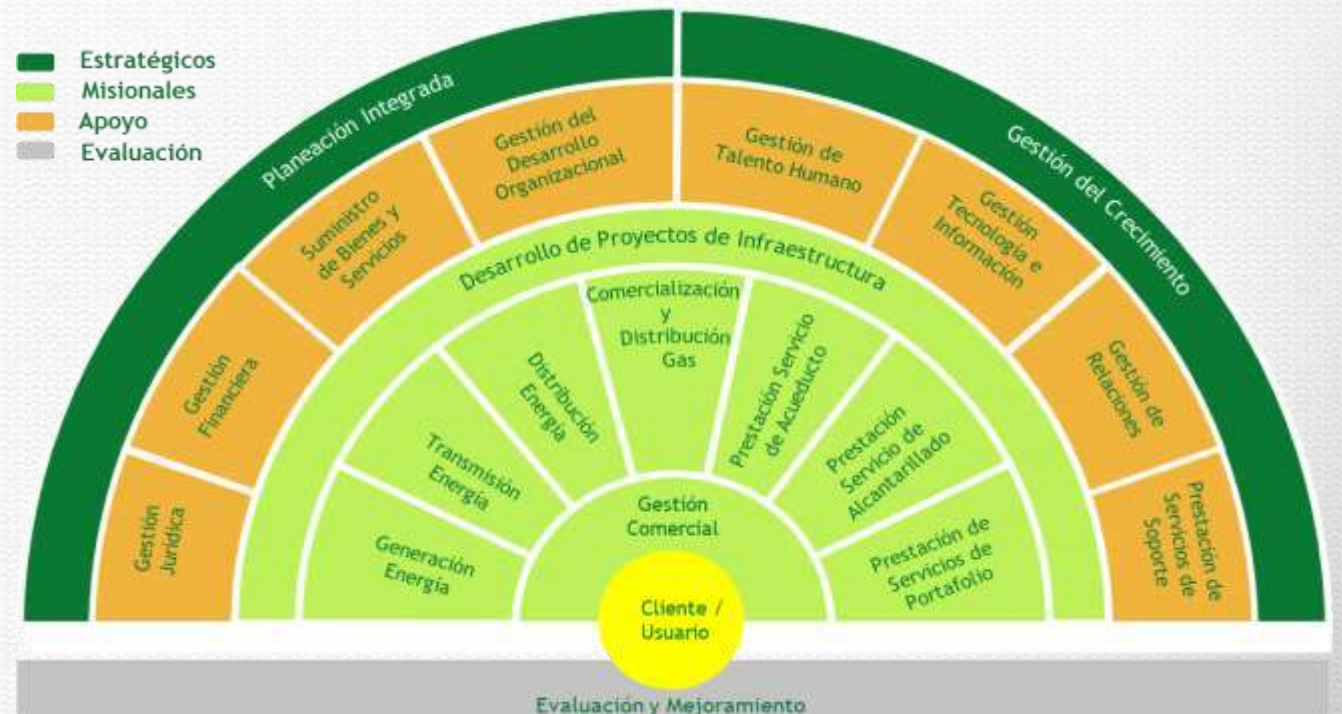 Estratégicos
Misionales
Apoyo
Evaluación
Planeación Integrada
Gestión del Crecimiento
Gestión
Jurídica
Gestión
Financiera
Suministro
de Bienes y
Servicios
Gestión del
Desarrollo
Organizacional
Gestión de
Talento Humano
Gestión
Tecnología e
Información
Gestión de
Relaciones
Prestación de
Servicios de
Soporte
Desarrollo de Proyectos de Infraestructura
Generación
Energía
Transmisión
Energía
Distribución
Energía
Comercialización
y
Distribución
Gas
Prestación Servicio
de Acueducto
Prestación
Servicio de
Alcantarillado
Prestación de
Servicios de
Portafolio
Gestión
Comercial
Cliente /
Usuario
Evaluación y Mejoramiento